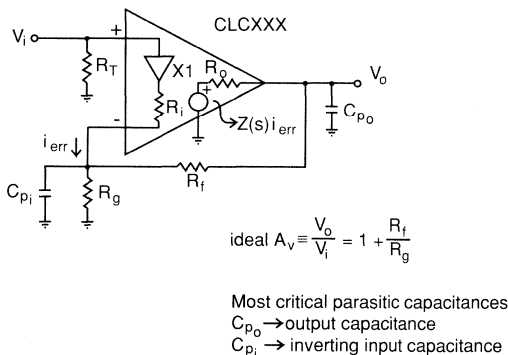 CLCXXX
Vi
+
RT
X1
Ro
+
Vo
Ri
Cpo
-
Z(s) ierr
ierr
Cpi
Rg
Rf
ideal Av ≡ Vo/Vi = 1 + Rf/Rg
Most critical parasitic capacitances
Cpo → output capacitance
Cpi → inverting input capacitance